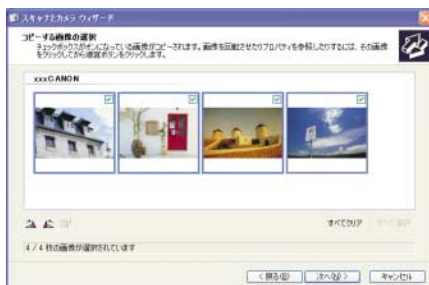 スキャナとカメラ ウィザード
コピーする画像の選択
チェックボックスがオンになっている画像がコピーされます。画像を回転させたりプロパティを参照したりするには、その画像
をクリックしてから適当ボタンをクリックします。
xxxCANON
すべてクリア すべて選択
4 / 4 枚の画像が選択されています
< 戻る(B) 次へ(N) > キャンセル